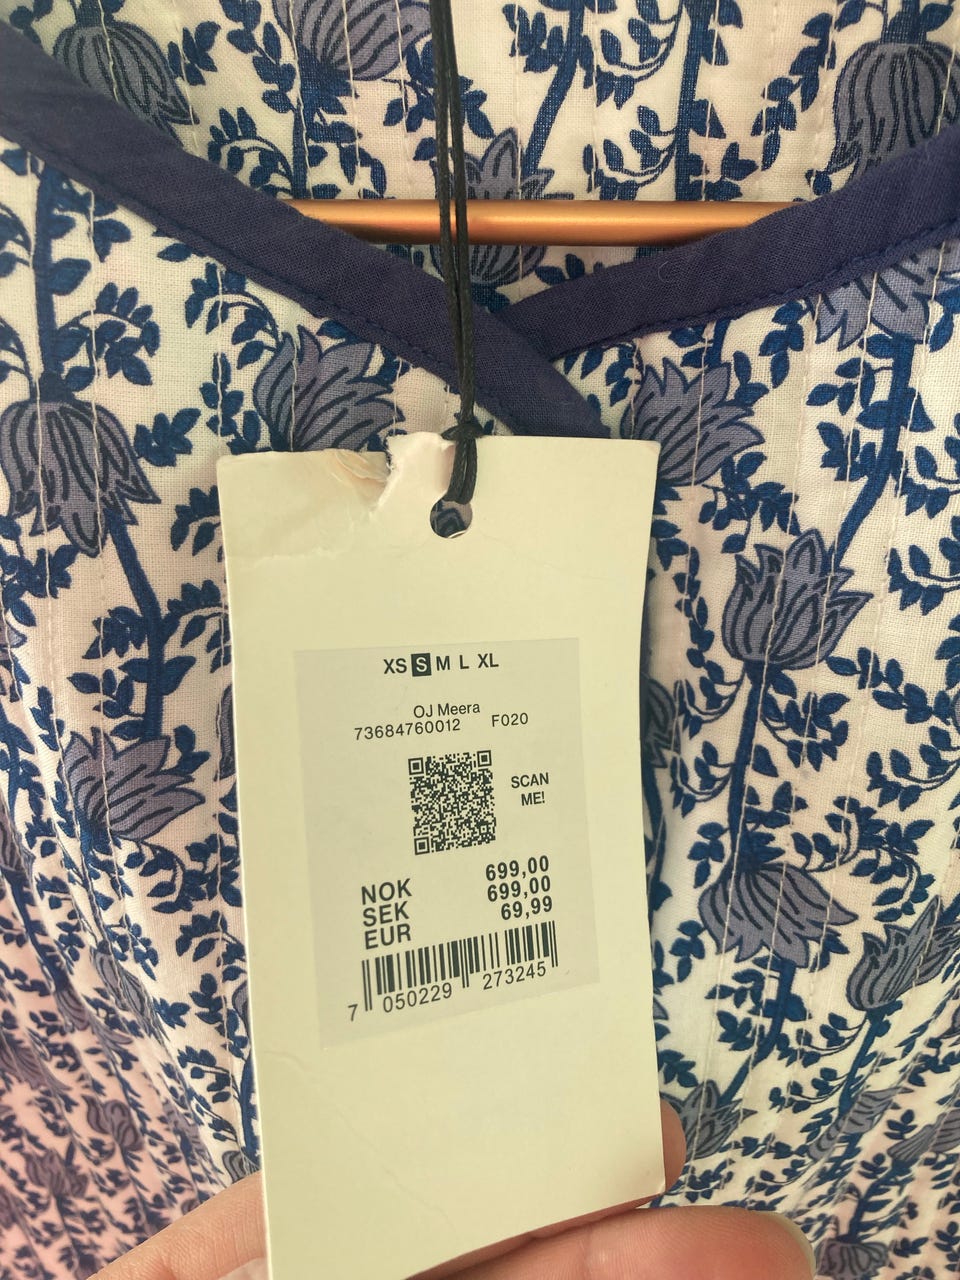 XS S M L XL
OJ Meera
73684760012 F020
SCAN
ME!
NOK 699,00
SEK 699,00
EUR 69,99
7 050229 273245